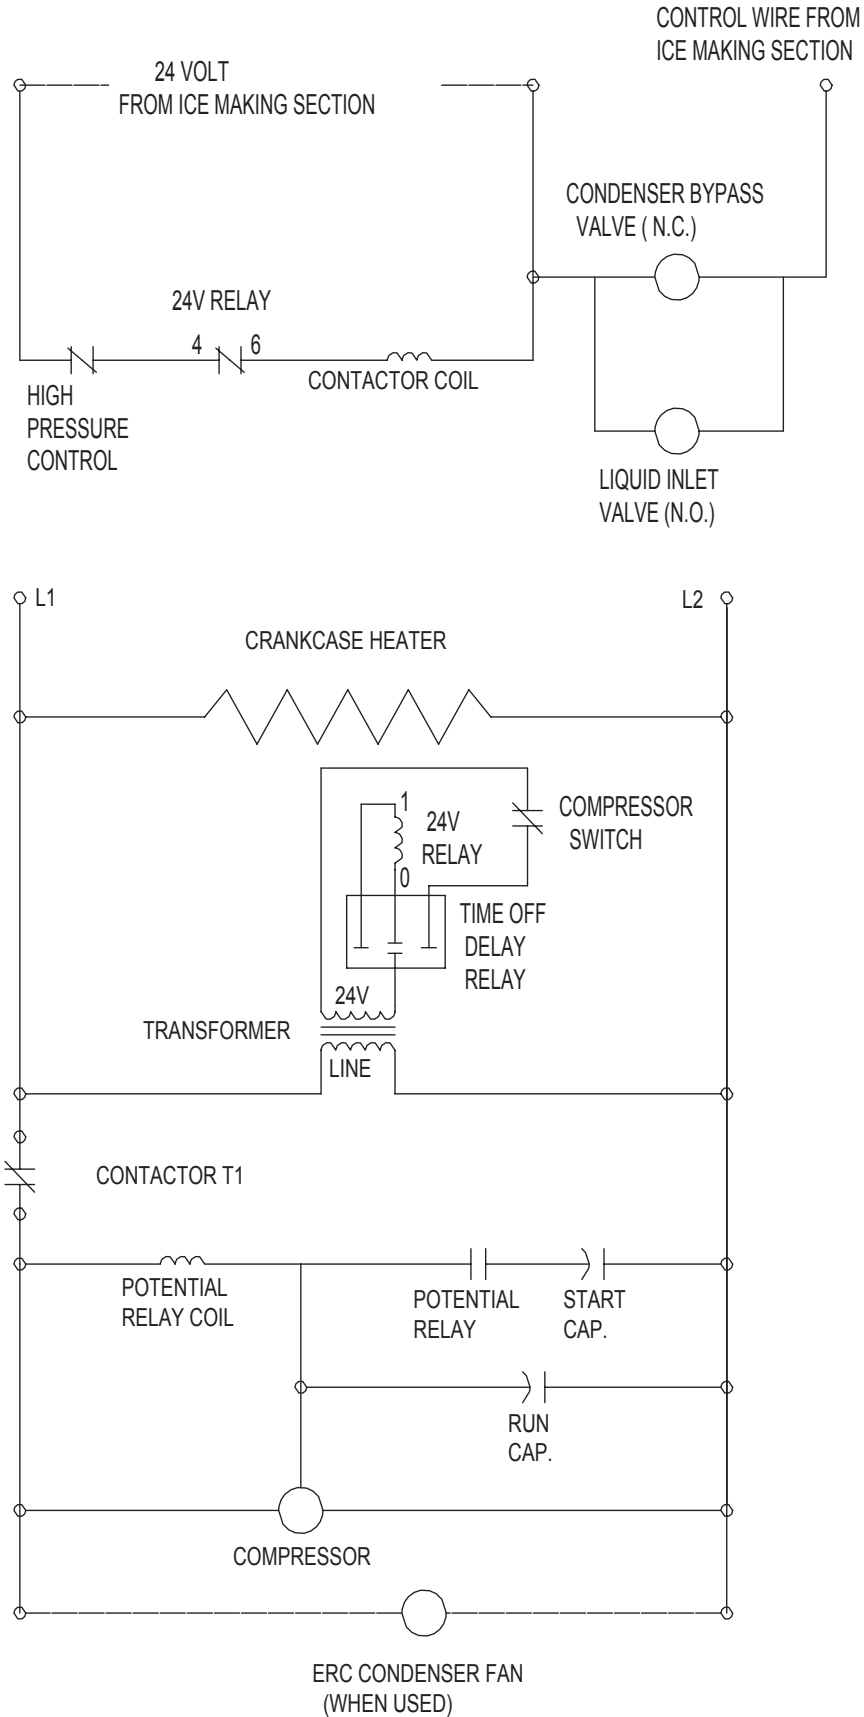 CONTROL WIRE FROM
ICE MAKING SECTION
24 VOLT
FROM ICE MAKING SECTION
CONDENSER BYPASS
VALVE ( N.C.)
24V RELAY
4 6
CONTACTOR COIL
HIGH
PRESSURE
CONTROL
LIQUID INLET
VALVE (N.O.)
L1
L2
CRANKCASE HEATER
1
24V
RELAY
0
COMPRESSOR
SWITCH
TIME OFF
DELAY
RELAY
24V
TRANSFORMER
LINE
CONTACTOR T1
POTENTIAL
RELAY COIL
POTENTIAL
RELAY
START
CAP.
RUN
CAP.
COMPRESSOR
ERC CONDENSER FAN
(WHEN USED)